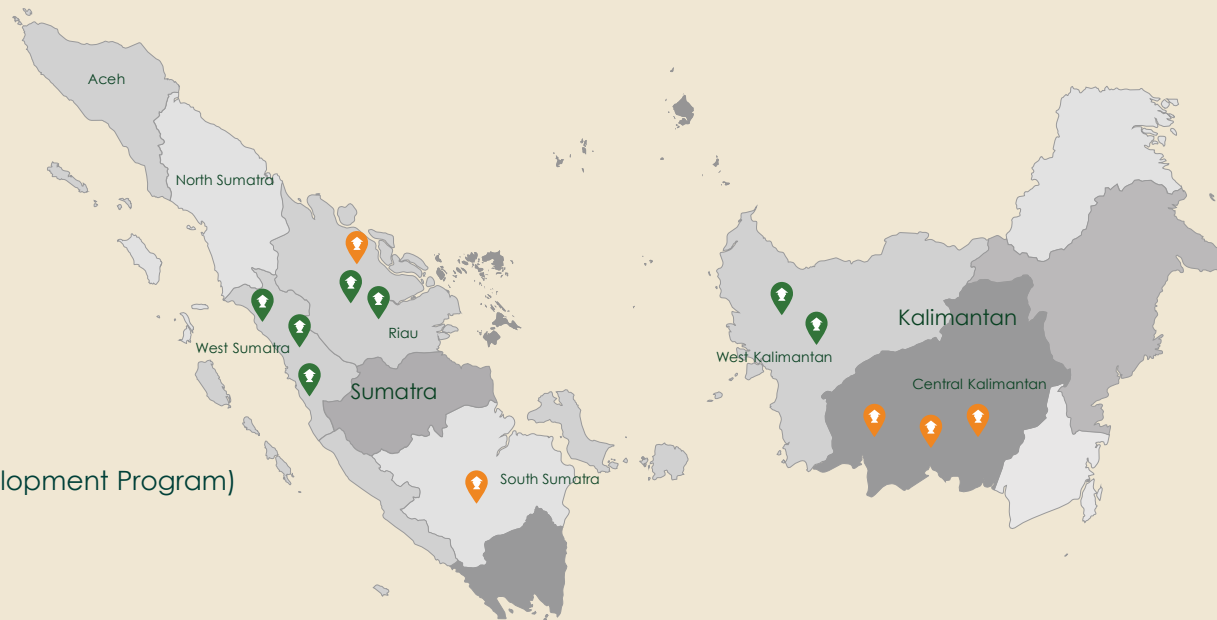 Aceh
North Sumatra
Riau
West Sumatra
Sumatra
South Sumatra
lopment Program)
Kalimantan
West Kalimantan
Central Kalimantan